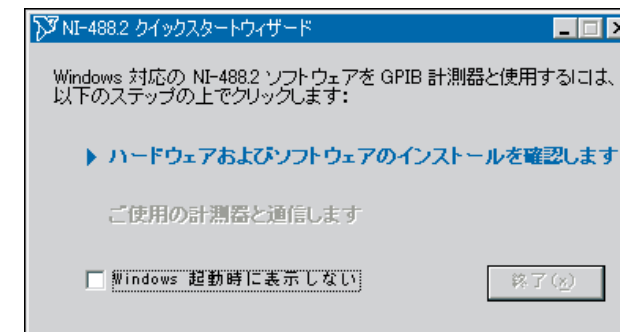 NI-488.2 クイックスタートウィザード
Windows 対応の NI-488.2 ソフトウェアを GPIB 計測器と使用するには、
以下のステップの上でクリックします:
ハードウェアおよびソフトウェアのインストールを確認します
ご使用の計測器と通信します
Windows 起動時に表示しない
終了(x)